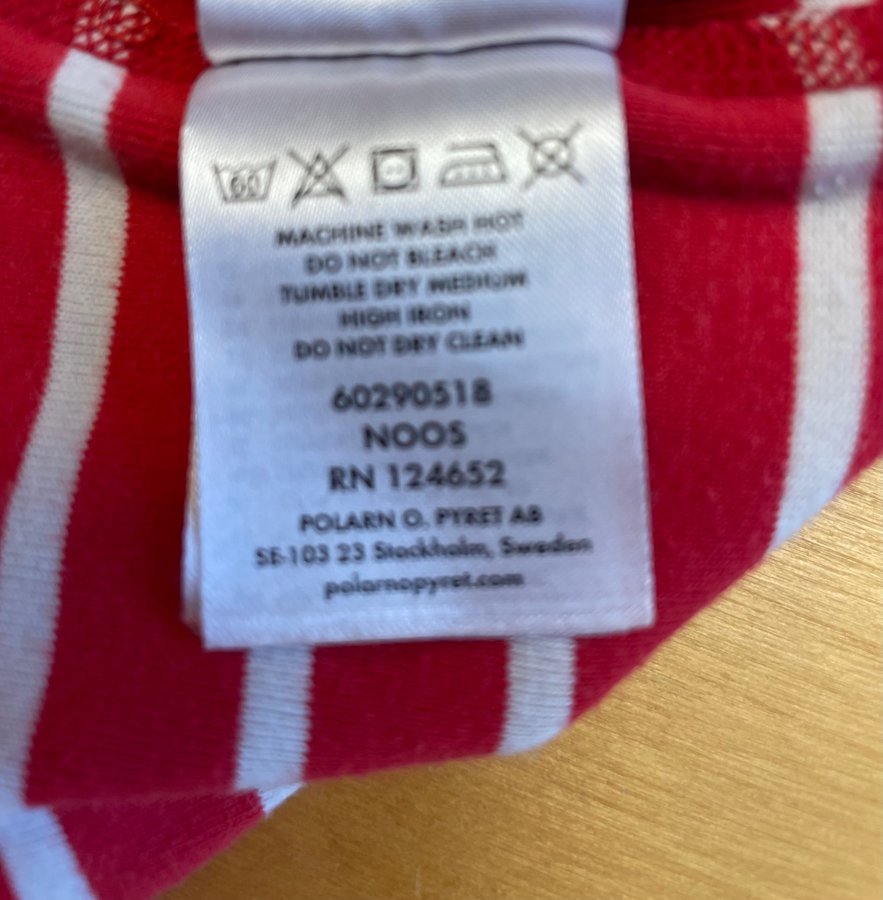 60
MACHINE WASH HOT
DO NOT BLEACH
TUMBLE DRY MEDIUM
HIGH IRON
DO NOT DRY CLEAN
60290518
NOOS
RN 124652
POLARN O. PYRET AB
SE-103 23 Stockholm, Sweden
polarnopyret.com